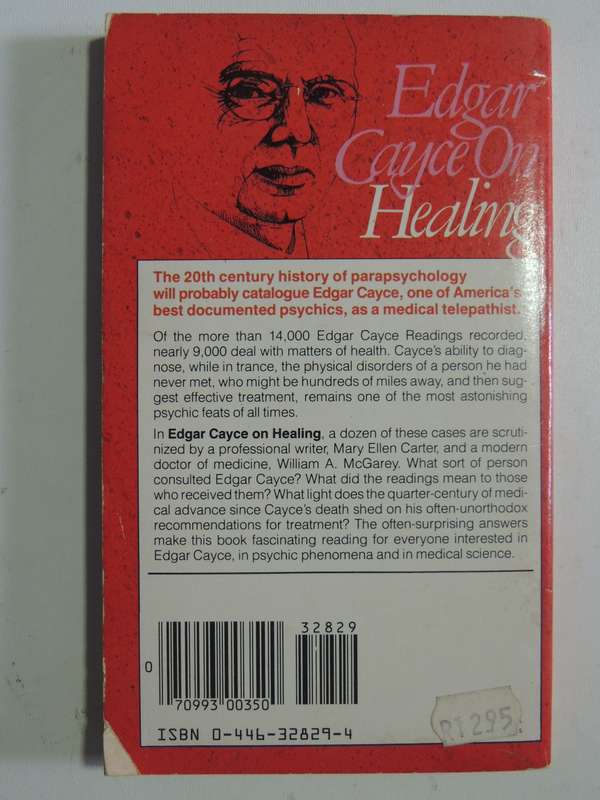 Edgar
Cayce On
Healing
The 20th century history of parapsychology
will probably catalogue Edgar Cayce, one of America's
best documented psychics, as a medical telepathist.
Of the more than 14,000 Edgar Cayce Readings recorded,
nearly 9,000 deal with matters of health. Cayce's ability to diag-
nose, while in trance, the physical disorders of a person he had
never met, who might be hundreds of miles away, and then sug-
gest effective treatment, remains one of the most astonishing
psychic feats of all times.
In Edgar Cayce on Healing, a dozen of these cases are scruti-
nized by a professional writer, Mary Ellen Carter, and a modern
doctor of medicine, William A. McGarey. What sort of person
consulted Edgar Cayce? What did the readings mean to those
who received them? What light does the quarter-century of medi-
cal advance since Cayce's death shed on his often-unorthodox
recommendations for treatment? The often-surprising answers
make this book fascinating reading for everyone interested in
Edgar Cayce, in psychic phenomena and in medical science.
32829
0
70993 00350
ISBN 0-446-32829-4
R1295